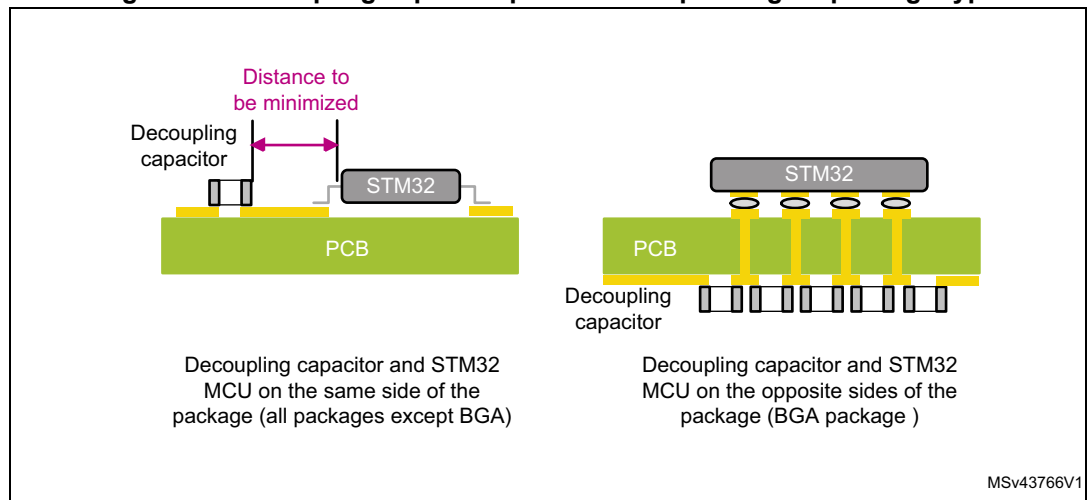 Distance to
be minimized
Decoupling
capacitor
STM32
PCB
Decoupling capacitor and STM32
MCU on the same side of the
package (all packages except BGA)
STM32
PCB
Decoupling
capacitor
Decoupling capacitor and STM32
MCU on the opposite sides of the
package (BGA package )
MSv43766V1